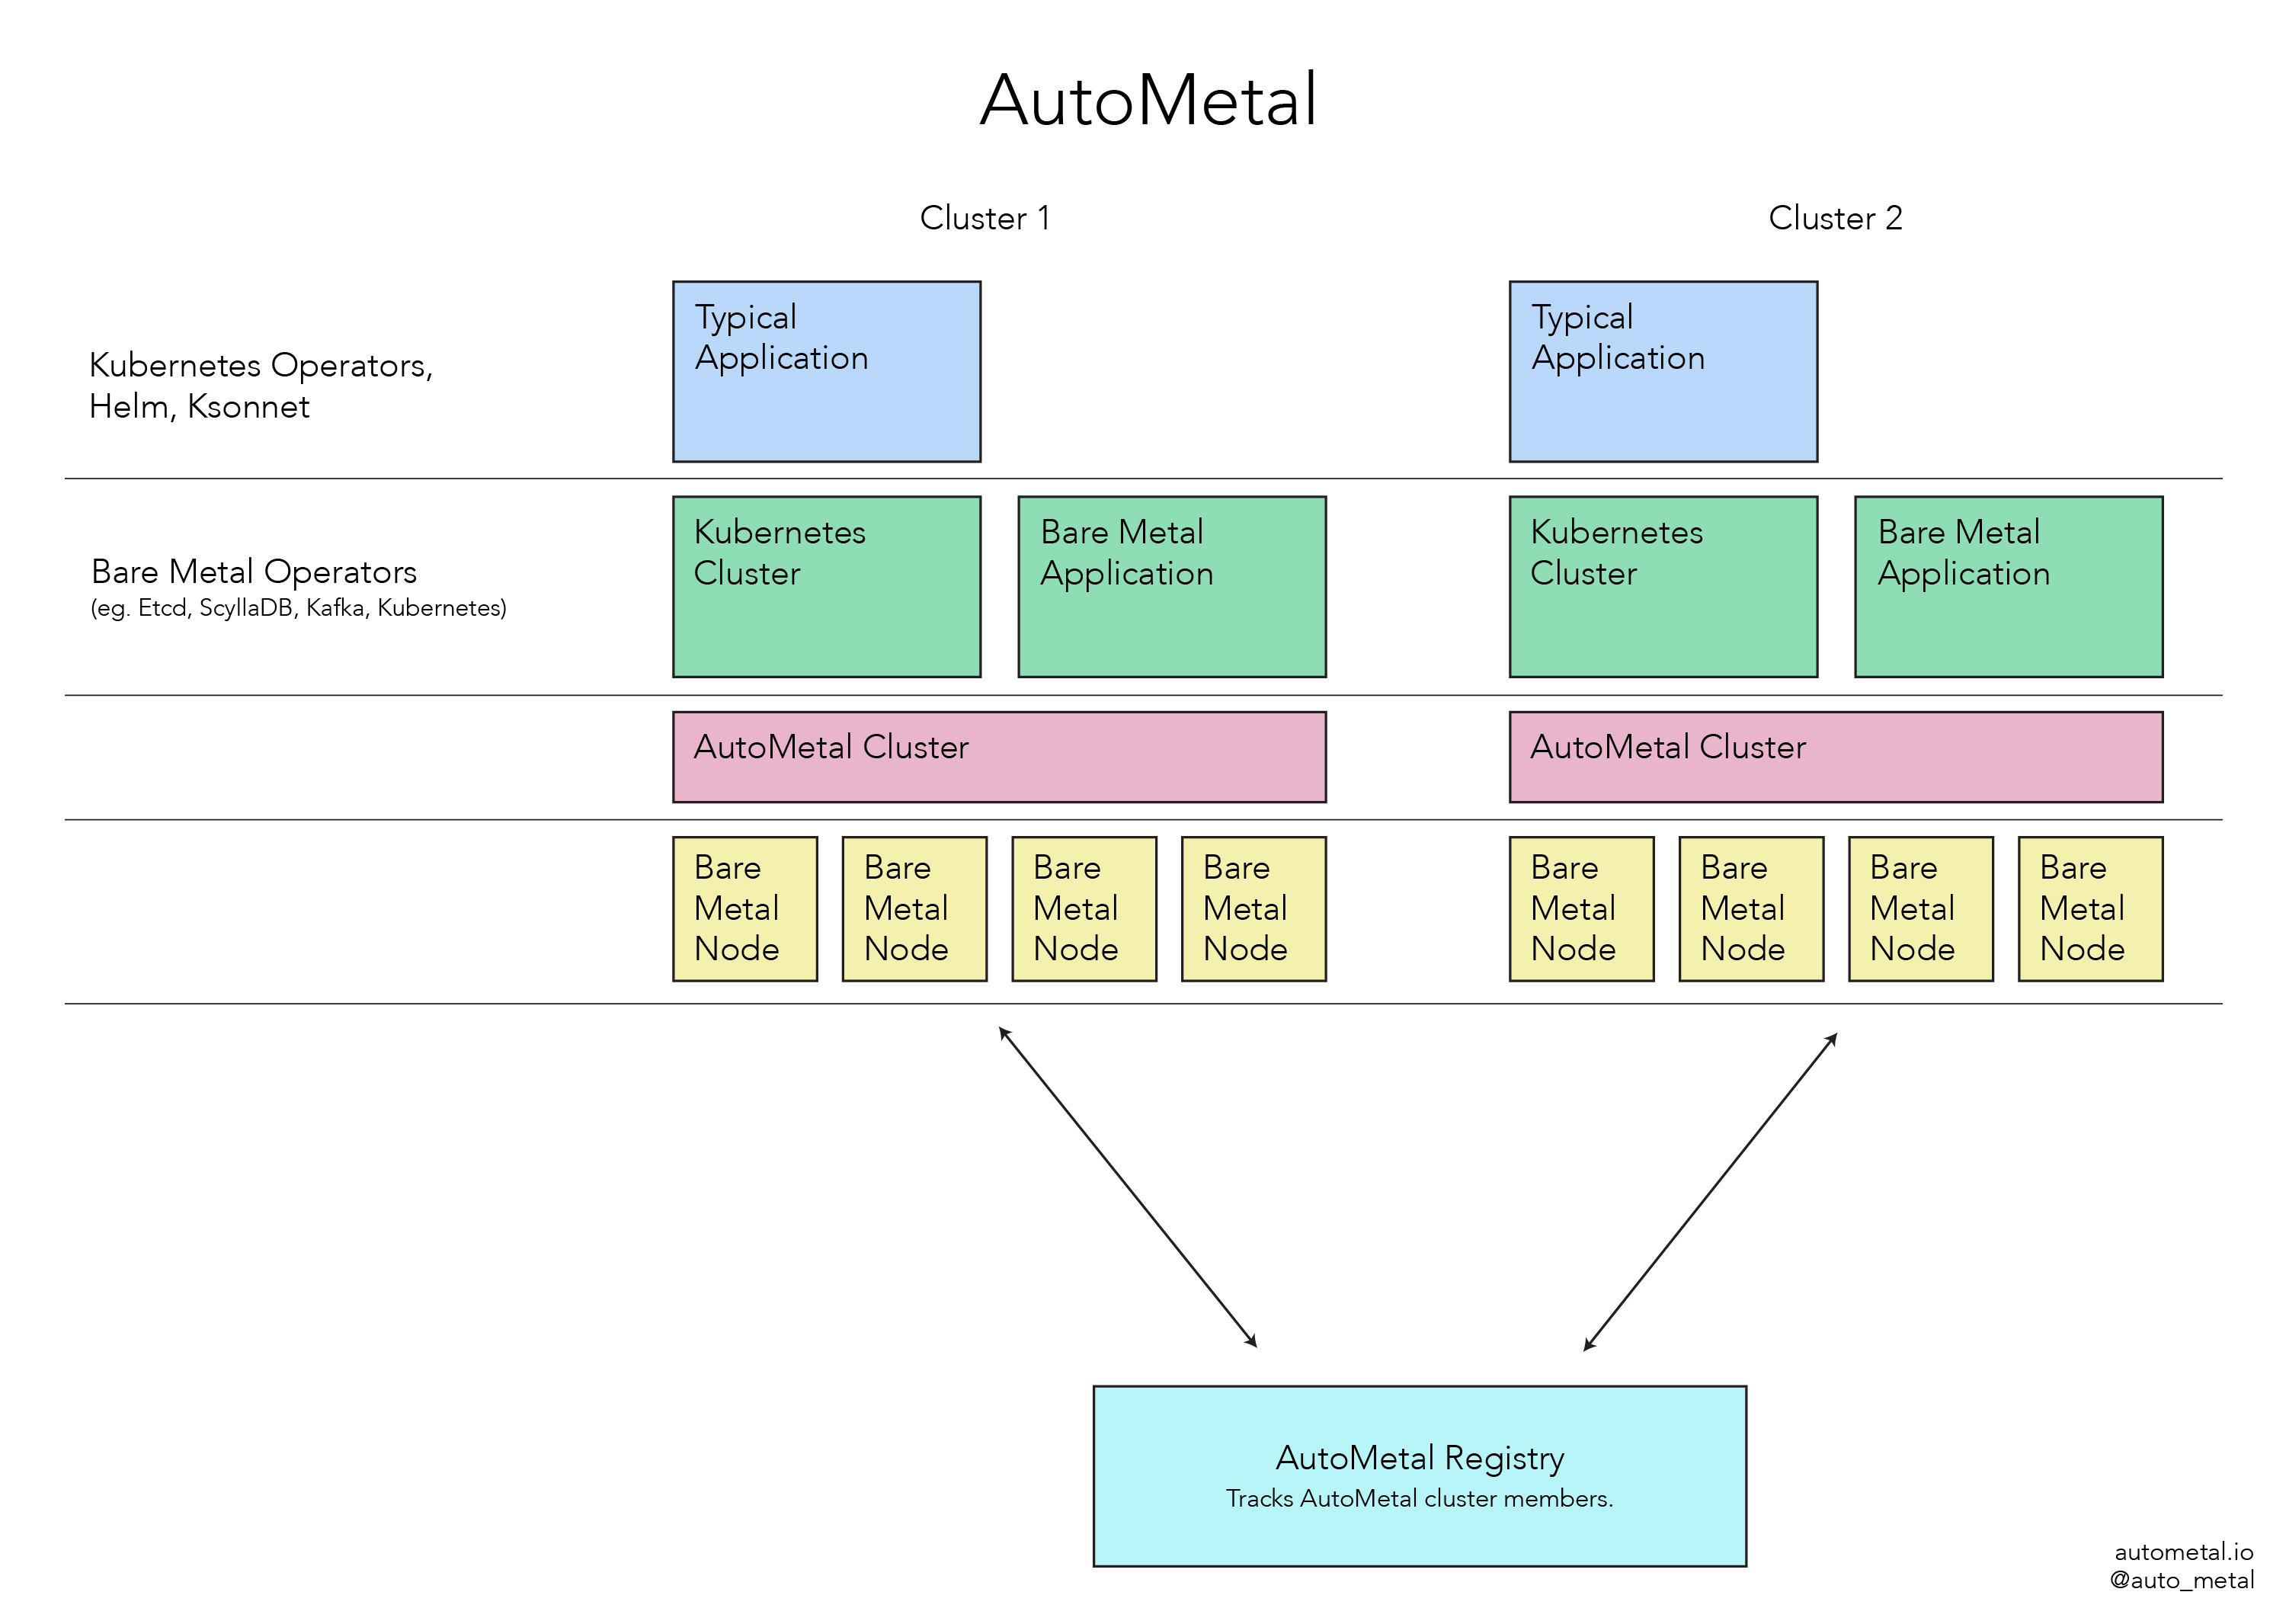 AutoMetal
Cluster 1
Cluster 2
Kubernetes Operators,
Helm, Ksonnet
Typical
Application
Typical
Application
Bare Metal Operators
(eg. Etcd, ScyllaDB, Kafka, Kubernetes)
Kubernetes
Cluster
Bare Metal
Application
Kubernetes
Cluster
Bare Metal
Application
AutoMetal Cluster
AutoMetal Cluster
Bare
Metal
Node
Bare
Metal
Node
Bare
Metal
Node
Bare
Metal
Node
Bare
Metal
Node
Bare
Metal
Node
Bare
Metal
Node
Bare
Metal
Node
AutoMetal Registry
Tracks AutoMetal cluster members.
autometal.io
@auto_metal